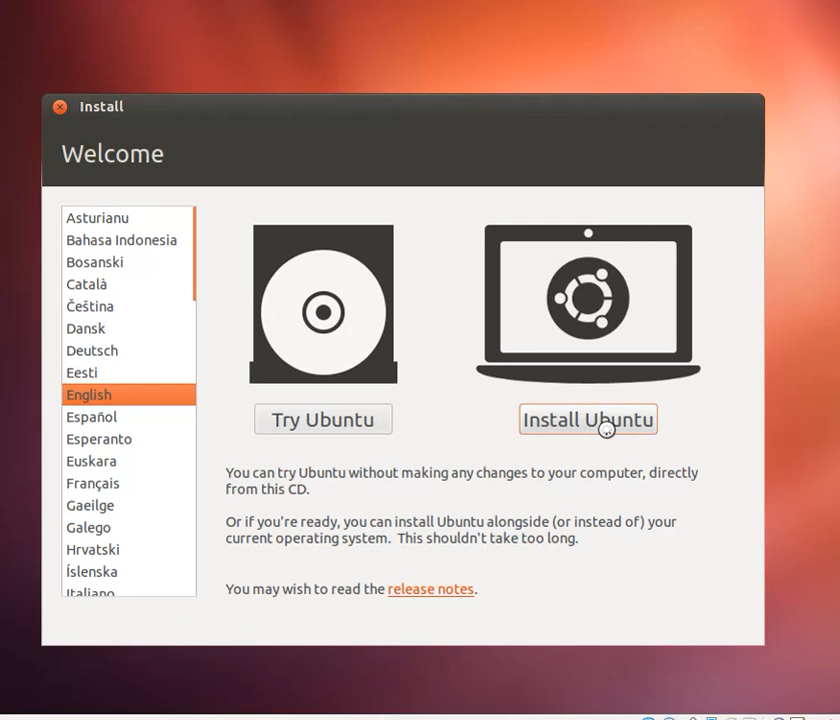 Install
Welcome
Asturianu
Bahasa Indonesia
Bosanski
Català
Čeština
Dansk
Deutsch
Eesti
English
Español
Esperanto
Euskara
Français
Gaeilge
Galego
Hrvatski
Íslenska
Italiano
Try Ubuntu
Install Ubuntu
You can try Ubuntu without making any changes to your computer, directly
from this CD.
Or if you're ready, you can install Ubuntu alongside (or instead of) your
current operating system. This shouldn't take too long.
You may wish to read the release notes.